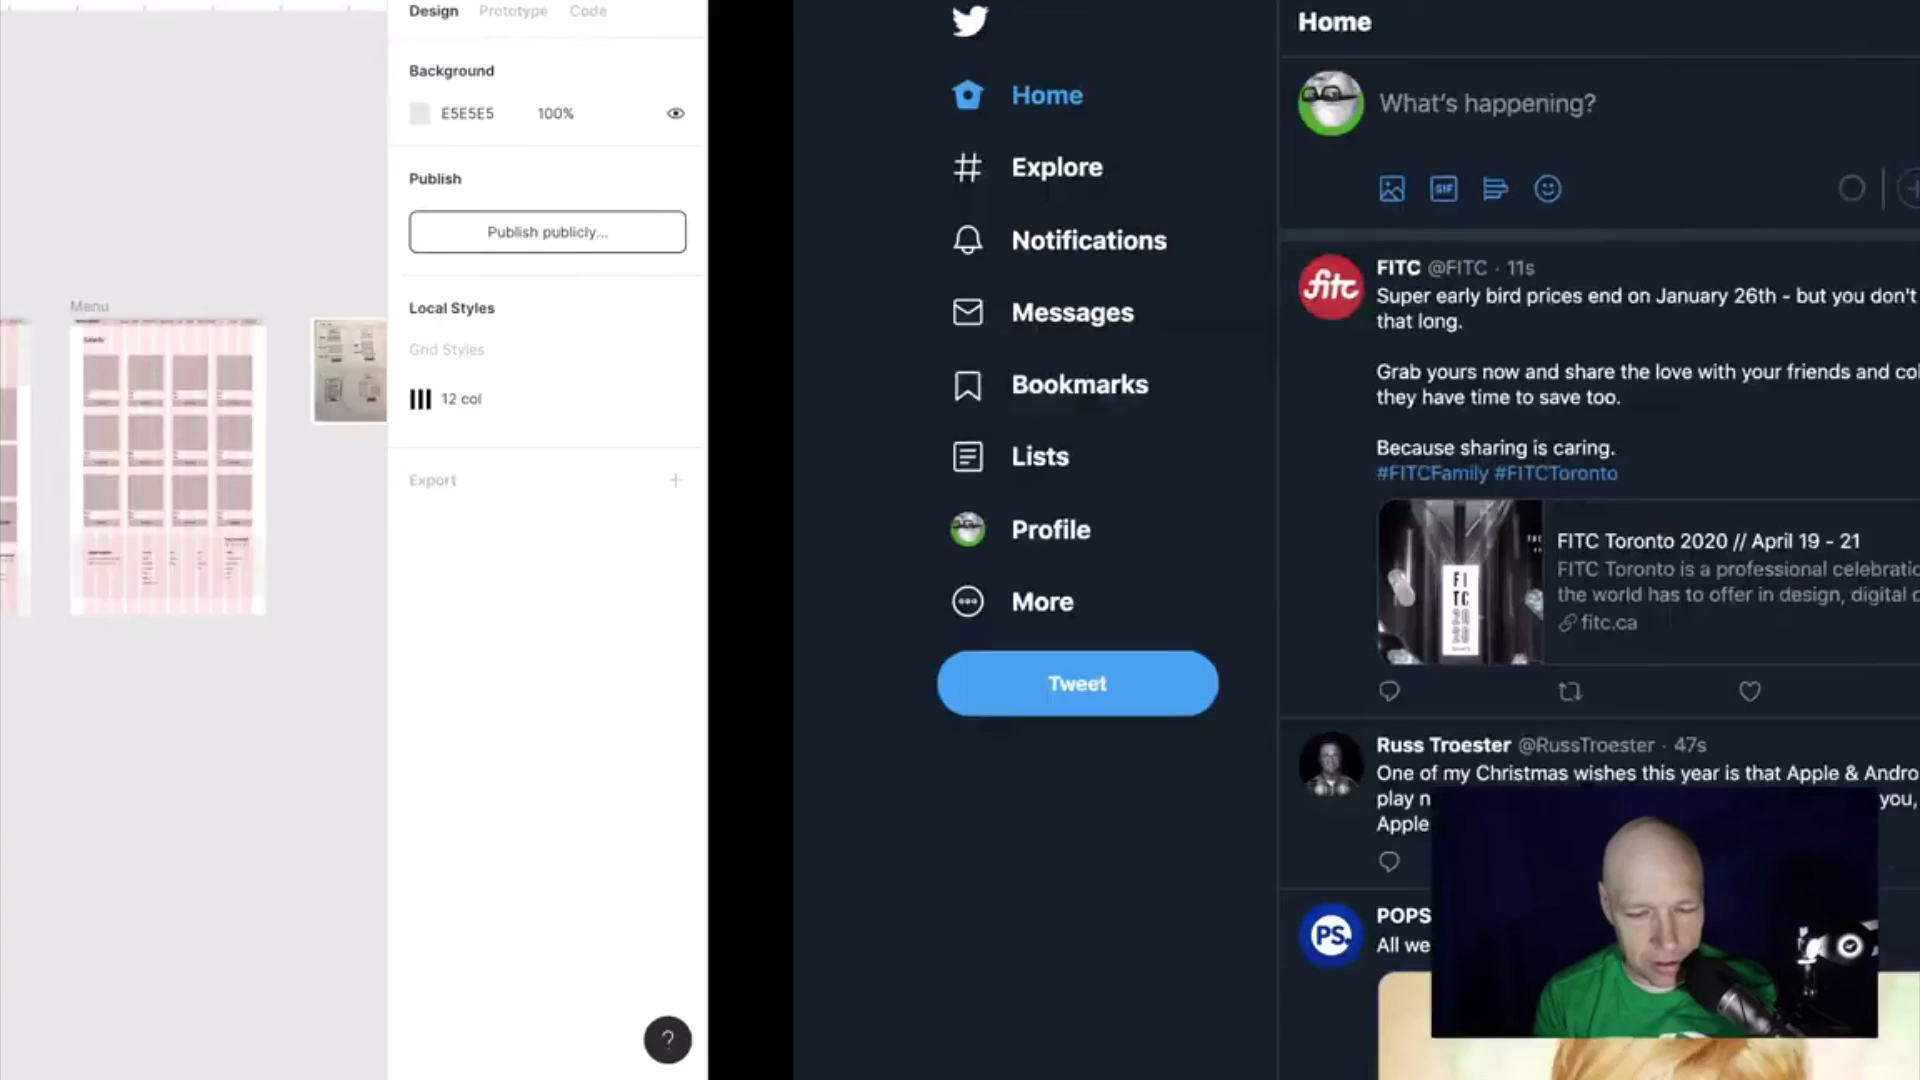 Design Prototype Code
Background
E5E5E5 100%
Publish
Publish publicly...
Local Styles
Grid Styles
12 col
Export
?
Menu
Home
Explore
Notifications
Messages
Bookmarks
Lists
Profile
More
Tweet
Home
What's happening?
GIF
fitc
FITC @FITC · 11s
Super early bird prices end on January 26th - but you don't
that long.
Grab yours now and share the love with your friends and
they have time to save too.
Because sharing is caring.
#FITCFamily #FITCToronto
FI
TC
FITC Toronto 2020 // April 19 - 21
FITC Toronto is a professional
the world has to offer in design, digital
fitc.ca
Russ Troester @RussTroester · 47s
One of my Christmas wishes this year is that Apple &
play
you,
Apple
PS.
POPS
All we